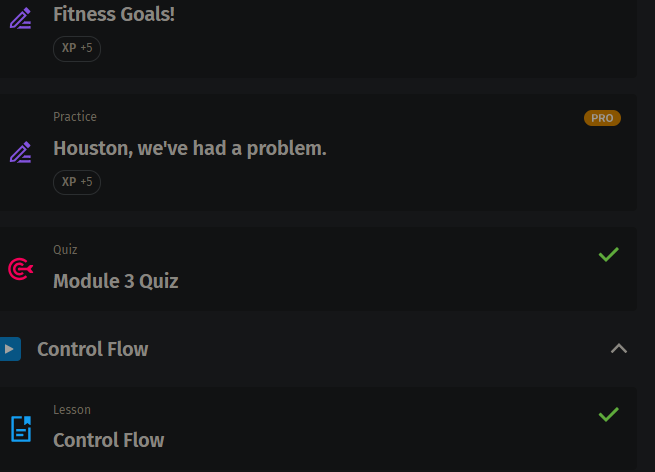 Fitness Goals!
XP +5
Practice
PRO
Houston, we've had a problem.
XP +5
Quiz
Module 3 Quiz
Control Flow
Lesson
Control Flow